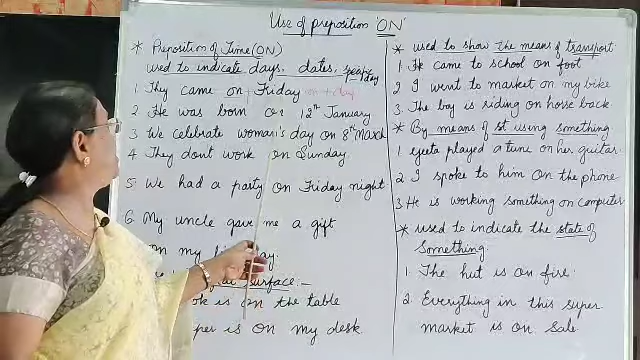 Use of preposition 'ON'
* Preposition of Time (ON)
used to indicate days, dates,
1. They came on Friday
2 He was born on 12th January
3 We celebrate woman's day on 8th March
4 They dont work on Sunday
5. We had a party on Friday night
6. My uncle gave me a gift
on my
surface:-
is on the table
is on my desk
* used to show the means of transport:
1. He came to school on foot
2 I went to market on my bike
3. The boy is riding on horse back
* By means of st using something
1 geeta played a tune on her guitar
2 I spoke to him on the phone
3 He is working something on computer
* used to indicate the state of
Something:
1. The hut is on fire
2. Everything in this super
market is on sale